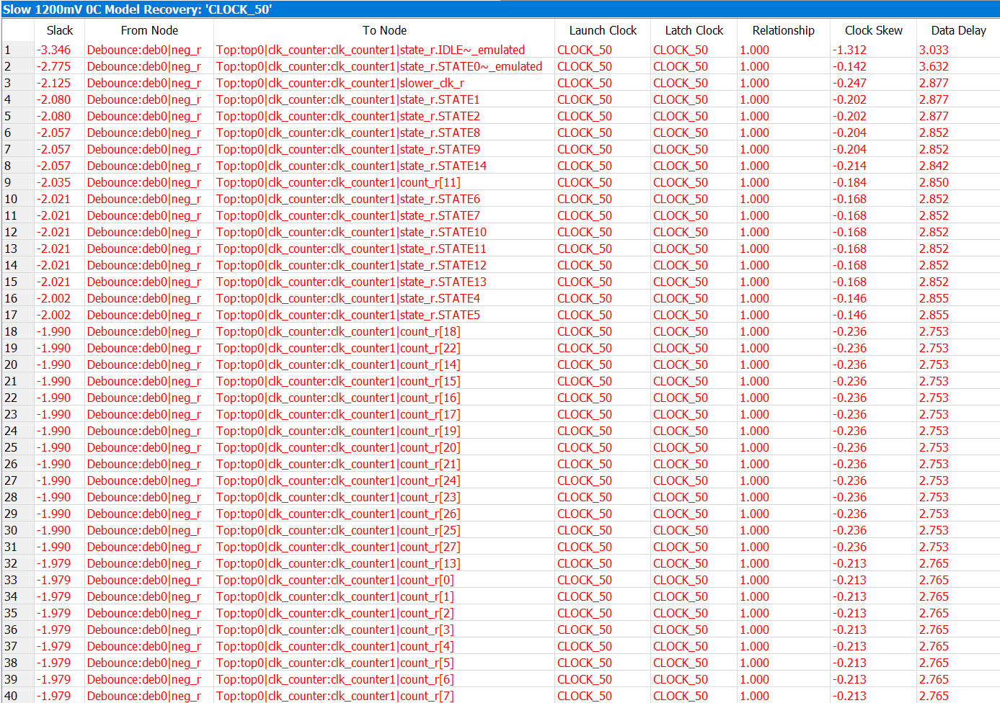 Slow 1200mV 0C Model Recovery: 'CLOCK_50'
Slack From Node To Node Launch Clock Latch Clock Relationship Clock Skew Data Delay
1 -3.346 Debounce:deb0|neg_r Top:top0|clk_counter:clk_counter1|state_r.IDLE~_emulated CLOCK_50 CLOCK_50 1.000 -1.312 3.033
2 -2.775 Debounce:deb0|neg_r Top:top0|clk_counter:clk_counter1|state_r.STATE0~_emulated CLOCK_50 CLOCK_50 1.000 -0.142 3.632
3 -2.125 Debounce:deb0|neg_r Top:top0|clk_counter:clk_counter1|slower_clk_r CLOCK_50 CLOCK_50 1.000 -0.247 2.877
4 -2.080 Debounce:deb0|neg_r Top:top0|clk_counter:clk_counter1|state_r.STATE1 CLOCK_50 CLOCK_50 1.000 -0.202 2.877
5 -2.080 Debounce:deb0|neg_r Top:top0|clk_counter:clk_counter1|state_r.STATE2 CLOCK_50 CLOCK_50 1.000 -0.202 2.877
6 -2.057 Debounce:deb0|neg_r Top:top0|clk_counter:clk_counter1|state_r.STATE8 CLOCK_50 CLOCK_50 1.000 -0.204 2.852
7 -2.057 Debounce:deb0|neg_r Top:top0|clk_counter:clk_counter1|state_r.STATE9 CLOCK_50 CLOCK_50 1.000 -0.204 2.852
8 -2.057 Debounce:deb0|neg_r Top:top0|clk_counter:clk_counter1|state_r.STATE14 CLOCK_50 CLOCK_50 1.000 -0.214 2.842
9 -2.035 Debounce:deb0|neg_r Top:top0|clk_counter:clk_counter1|count_r[11] CLOCK_50 CLOCK_50 1.000 -0.184 2.850
10 -2.021 Debounce:deb0|neg_r Top:top0|clk_counter:clk_counter1|state_r.STATE6 CLOCK_50 CLOCK_50 1.000 -0.168 2.852
11 -2.021 Debounce:deb0|neg_r Top:top0|clk_counter:clk_counter1|state_r.STATE7 CLOCK_50 CLOCK_50 1.000 -0.168 2.852
12 -2.021 Debounce:deb0|neg_r Top:top0|clk_counter:clk_counter1|state_r.STATE10 CLOCK_50 CLOCK_50 1.000 -0.168 2.852
13 -2.021 Debounce:deb0|neg_r Top:top0|clk_counter:clk_counter1|state_r.STATE11 CLOCK_50 CLOCK_50 1.000 -0.168 2.852
14 -2.021 Debounce:deb0|neg_r Top:top0|clk_counter:clk_counter1|state_r.STATE12 CLOCK_50 CLOCK_50 1.000 -0.168 2.852
15 -2.021 Debounce:deb0|neg_r Top:top0|clk_counter:clk_counter1|state_r.STATE13 CLOCK_50 CLOCK_50 1.000 -0.168 2.852
16 -2.002 Debounce:deb0|neg_r Top:top0|clk_counter:clk_counter1|state_r.STATE4 CLOCK_50 CLOCK_50 1.000 -0.146 2.855
17 -2.002 Debounce:deb0|neg_r Top:top0|clk_counter:clk_counter1|state_r.STATE5 CLOCK_50 CLOCK_50 1.000 -0.146 2.855
18 -1.990 Debounce:deb0|neg_r Top:top0|clk_counter:clk_counter1|count_r[18] CLOCK_50 CLOCK_50 1.000 -0.236 2.753
19 -1.990 Debounce:deb0|neg_r Top:top0|clk_counter:clk_counter1|count_r[22] CLOCK_50 CLOCK_50 1.000 -0.236 2.753
20 -1.990 Debounce:deb0|neg_r Top:top0|clk_counter:clk_counter1|count_r[14] CLOCK_50 CLOCK_50 1.000 -0.236 2.753
21 -1.990 Debounce:deb0|neg_r Top:top0|clk_counter:clk_counter1|count_r[15] CLOCK_50 CLOCK_50 1.000 -0.236 2.753
22 -1.990 Debounce:deb0|neg_r Top:top0|clk_counter:clk_counter1|count_r[16] CLOCK_50 CLOCK_50 1.000 -0.236 2.753
23 -1.990 Debounce:deb0|neg_r Top:top0|clk_counter:clk_counter1|count_r[17] CLOCK_50 CLOCK_50 1.000 -0.236 2.753
24 -1.990 Debounce:deb0|neg_r Top:top0|clk_counter:clk_counter1|count_r[19] CLOCK_50 CLOCK_50 1.000 -0.236 2.753
25 -1.990 Debounce:deb0|neg_r Top:top0|clk_counter:clk_counter1|count_r[20] CLOCK_50 CLOCK_50 1.000 -0.236 2.753
26 -1.990 Debounce:deb0|neg_r Top:top0|clk_counter:clk_counter1|count_r[21] CLOCK_50 CLOCK_50 1.000 -0.236 2.753
27 -1.990 Debounce:deb0|neg_r Top:top0|clk_counter:clk_counter1|count_r[24] CLOCK_50 CLOCK_50 1.000 -0.236 2.753
28 -1.990 Debounce:deb0|neg_r Top:top0|clk_counter:clk_counter1|count_r[23] CLOCK_50 CLOCK_50 1.000 -0.236 2.753
29 -1.990 Debounce:deb0|neg_r Top:top0|clk_counter:clk_counter1|count_r[26] CLOCK_50 CLOCK_50 1.000 -0.236 2.753
30 -1.990 Debounce:deb0|neg_r Top:top0|clk_counter:clk_counter1|count_r[25] CLOCK_50 CLOCK_50 1.000 -0.236 2.753
31 -1.990 Debounce:deb0|neg_r Top:top0|clk_counter:clk_counter1|count_r[27] CLOCK_50 CLOCK_50 1.000 -0.236 2.753
32 -1.979 Debounce:deb0|neg_r Top:top0|clk_counter:clk_counter1|count_r[13] CLOCK_50 CLOCK_50 1.000 -0.213 2.765
33 -1.979 Debounce:deb0|neg_r Top:top0|clk_counter:clk_counter1|count_r[0] CLOCK_50 CLOCK_50 1.000 -0.213 2.765
34 -1.979 Debounce:deb0|neg_r Top:top0|clk_counter:clk_counter1|count_r[1] CLOCK_50 CLOCK_50 1.000 -0.213 2.765
35 -1.979 Debounce:deb0|neg_r Top:top0|clk_counter:clk_counter1|count_r[2] CLOCK_50 CLOCK_50 1.000 -0.213 2.765
36 -1.979 Debounce:deb0|neg_r Top:top0|clk_counter:clk_counter1|count_r[3] CLOCK_50 CLOCK_50 1.000 -0.213 2.765
37 -1.979 Debounce:deb0|neg_r Top:top0|clk_counter:clk_counter1|count_r[4] CLOCK_50 CLOCK_50 1.000 -0.213 2.765
38 -1.979 Debounce:deb0|neg_r Top:top0|clk_counter:clk_counter1|count_r[5] CLOCK_50 CLOCK_50 1.000 -0.213 2.765
39 -1.979 Debounce:deb0|neg_r Top:top0|clk_counter:clk_counter1|count_r[6] CLOCK_50 CLOCK_50 1.000 -0.213 2.765
40 -1.979 Debounce:deb0|neg_r Top:top0|clk_counter:clk_counter1|count_r[7] CLOCK_50 CLOCK_50 1.000 -0.213 2.765